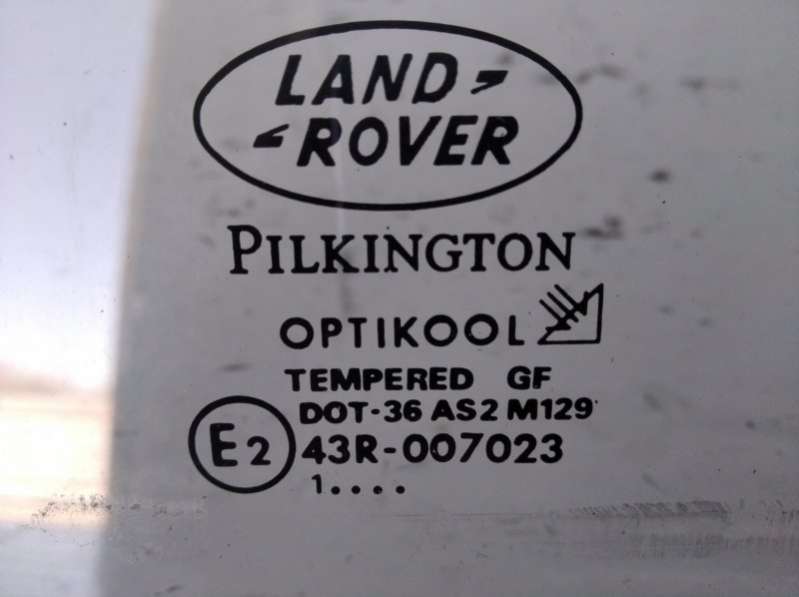 LAND
ROVER
PILKINGTON
OPTIKOOL
TEMPERED GF
DOT-36 AS2 M129
E2 43R-007023
1....